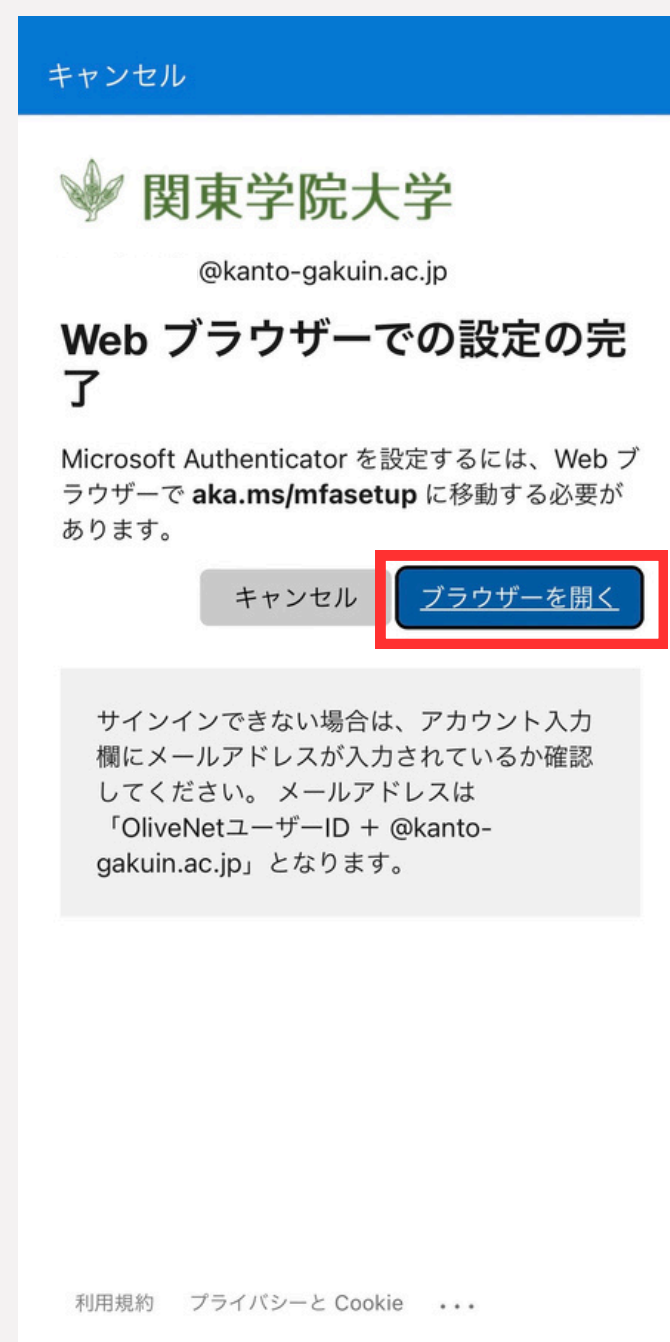 キャンセル
関東学院大学
@kanto-gakuin.ac.jp
Web ブラウザーでの設定の完
了
Microsoft Authenticator を設定するには、Web ブ
ラウザーで aka.ms/mfasetup に移動する必要が
あります。
キャンセル ブラウザーを開く
サインインできない場合は、アカウント入力
欄にメールアドレスが入力されているか確認
してください。 メールアドレスは
「OliveNetユーザーID + @kanto-
gakuin.ac.jp」となります。
利用規約 プライバシーと Cookie ...